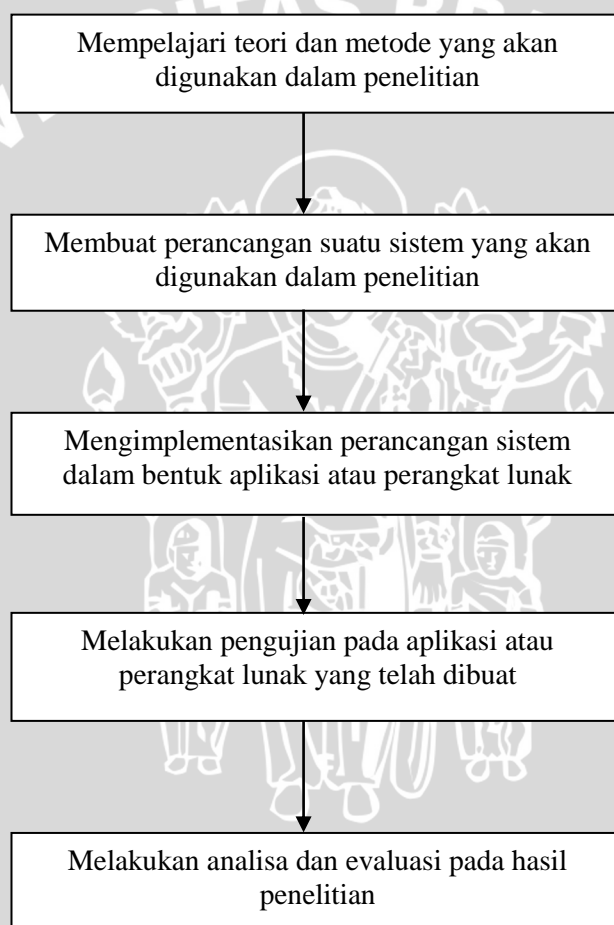 ITAS BRA
Mempelajari teori dan metode yang akan
digunakan dalam penelitian
Membuat perancangan suatu sistem yang akan
digunakan dalam penelitian
Mengimplementasikan perancangan sistem
dalam bentuk aplikasi atau perangkat lunak
Melakukan pengujian pada aplikasi atau
perangkat lunak yang telah dibuat
Melakukan analisa dan evaluasi pada hasil
penelitian